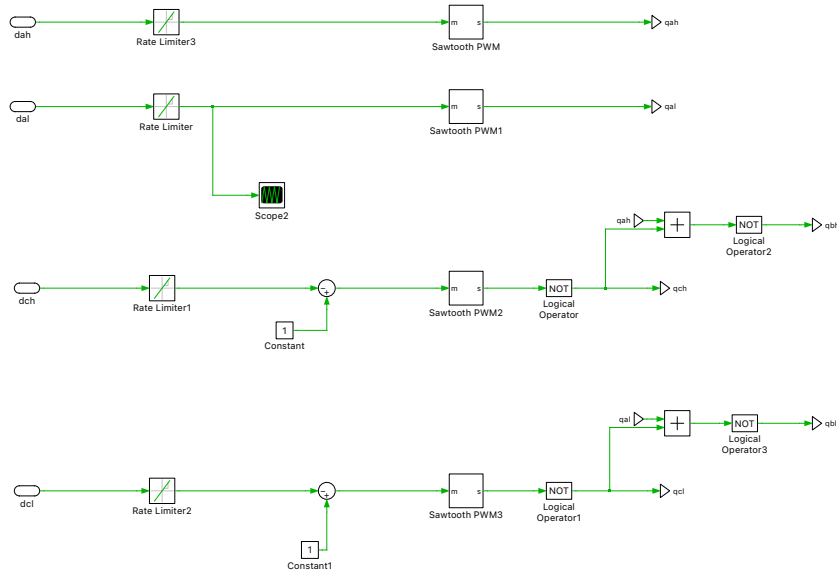 dah
Rate Limiter3
m s
Sawtooth PWM
qah
dal
Rate Limiter
m s
Sawtooth PWM1
qal
Scope2
qah
+
NOT
qbh
Logical
Operator2
dch
Rate Limiter1
−
+
1
Constant
m s
Sawtooth PWM2
NOT
Logical
Operator
qch
qal
+
NOT
qbl
Logical
Operator3
dcl
Rate Limiter2
−
+
1
Constant1
m s
Sawtooth PWM3
NOT
Logical
Operator1
qcl